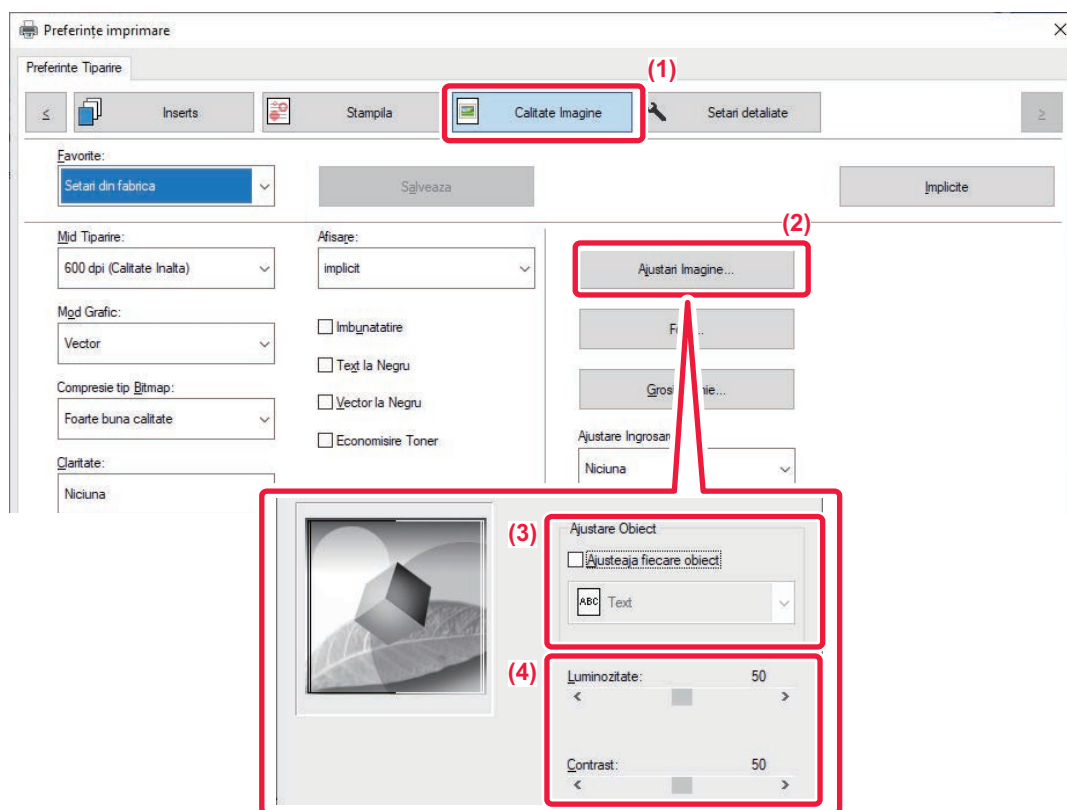 Preferințe imprimare
Preferinte Tiparire
(1)
<
Inserts
Stampila
Calitate Imagine
Setari detaliate
>
Favorite:
Setari din fabrica
Salveaza
Implicite
(2)
Mid Tiparire:
600 dpi (Calitate Inalta)
Afisare:
implicit
Ajustari Imagine...
Mod Grafic:
Vector
Imbunatatire
Text la Negru
Compresie tip Bitmap:
Foarte buna calitate
Vector la Negru
Economisire Toner
Claritate:
Niciuna
Niciuna
(3)
Ajustare Obiect
Ajusteaja fiecare obiect
ABC Text
(4)
Luminozitate: 50
< >
Contrast: 50
< >